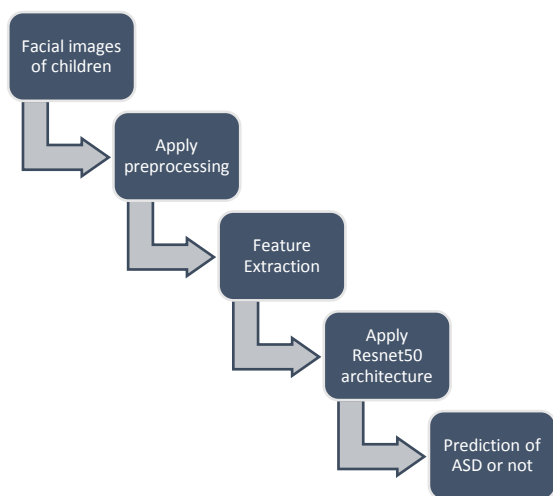 Facial images
of children
Apply
preprocessing
Feature
Extraction
Apply
Resnet50
architecture
Prediction of
ASD or not